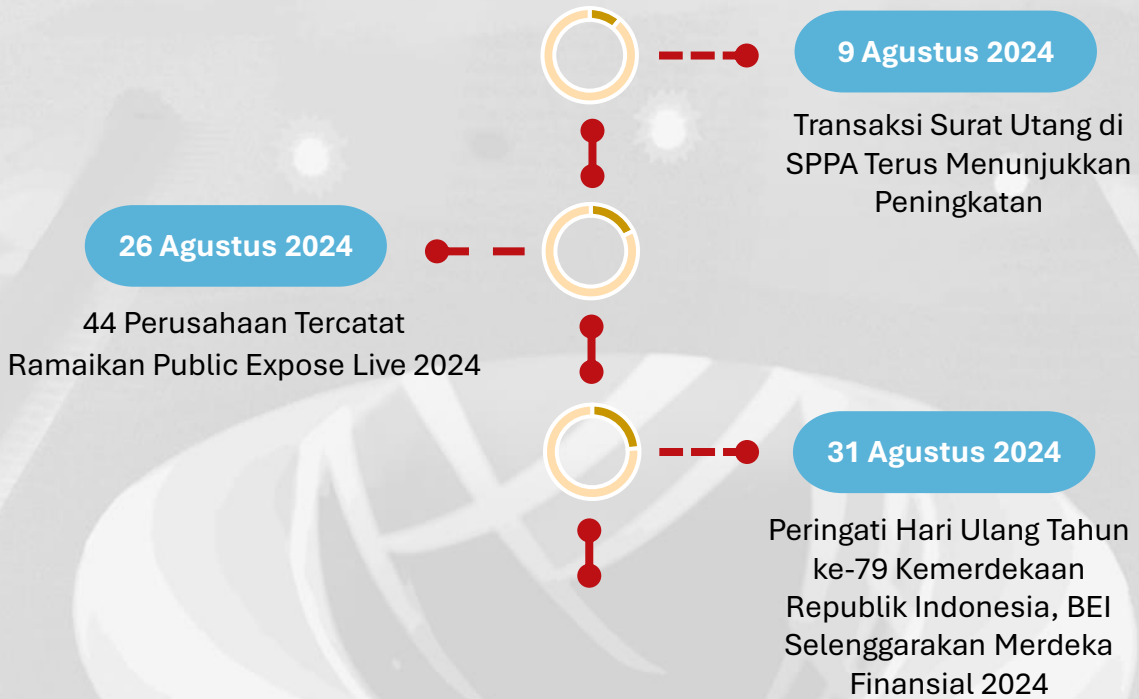 9 Agustus 2024
Transaksi Surat Utang di
SPPA Terus Menunjukkan
Peningkatan
26 Agustus 2024
44 Perusahaan Tercatat
Ramaikan Public Expose Live 2024
31 Agustus 2024
Peringati Hari Ulang Tahun
ke-79 Kemerdekaan
Republik Indonesia, BEI
Selenggarakan Merdeka
Finansial 2024